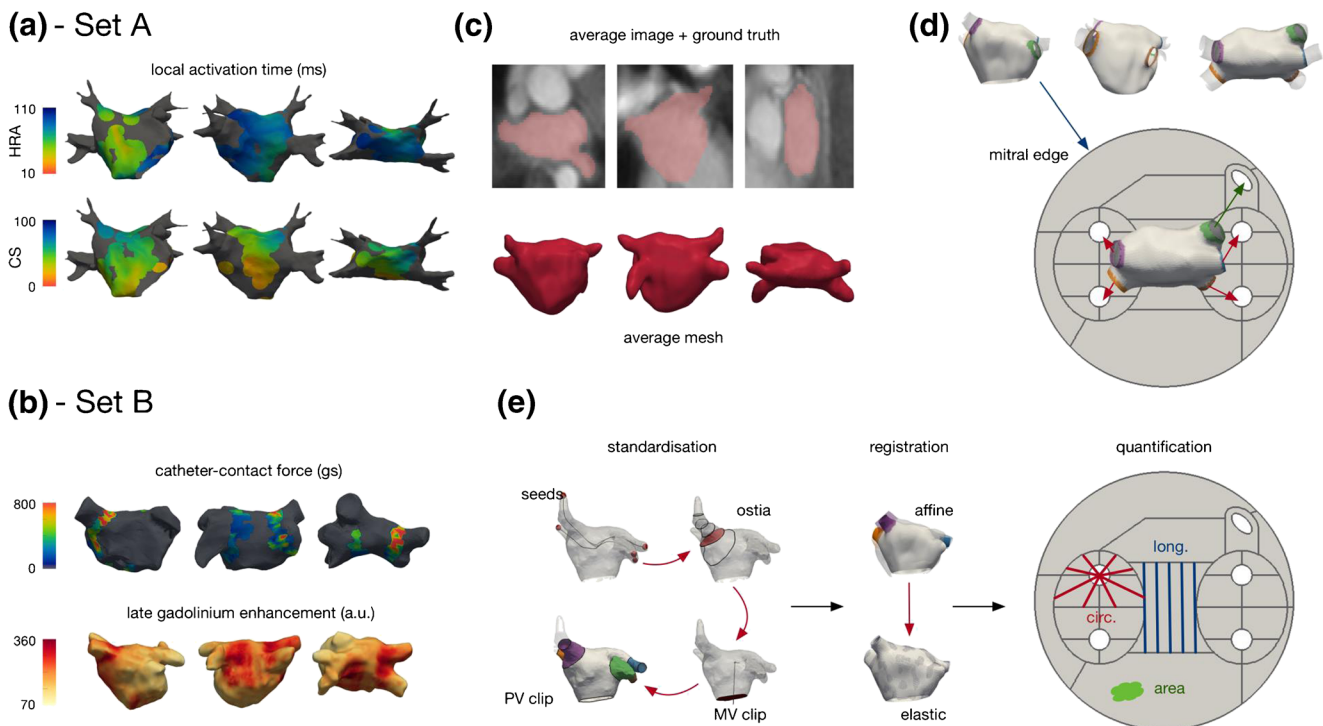 (a) - Set A
local activation time (ms)
110
HRA
10
100
CS
0
(b) - Set B
catheter-contact force (gs)
800
0
late gadolinium enhancement (a.u.)
360
70
(c)
average image + ground truth
average mesh
(d)
mitral edge
(e)
standardisation
registration
quantification
seeds
ostia
affine
long.
circ.
PV clip
MV clip
elastic
area